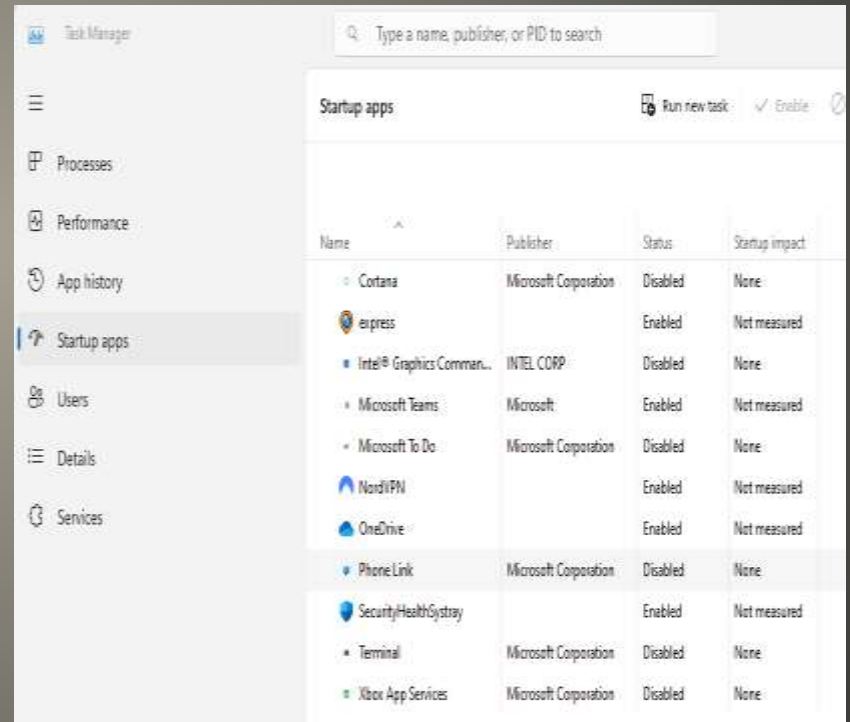 Task Manager
Type a name, publisher, or PID to search
Startup apps
Run new task
Enable
Processes
Performance
App history
Startup apps
Users
Details
Services
Name Publisher Status Startup impact
Cortana Microsoft Corporation Disabled None
express Enabled Not measured
Intel® Graphics Comman... INTEL CORP Disabled None
Microsoft Teams Microsoft Enabled Not measured
Microsoft To Do Microsoft Corporation Disabled None
NordVPN Enabled Not measured
OneDrive Enabled Not measured
Phone Link Microsoft Corporation Disabled None
SecurityHealthSystray Enabled Not measured
Terminal Microsoft Corporation Disabled None
Xbox App Services Microsoft Corporation Disabled None